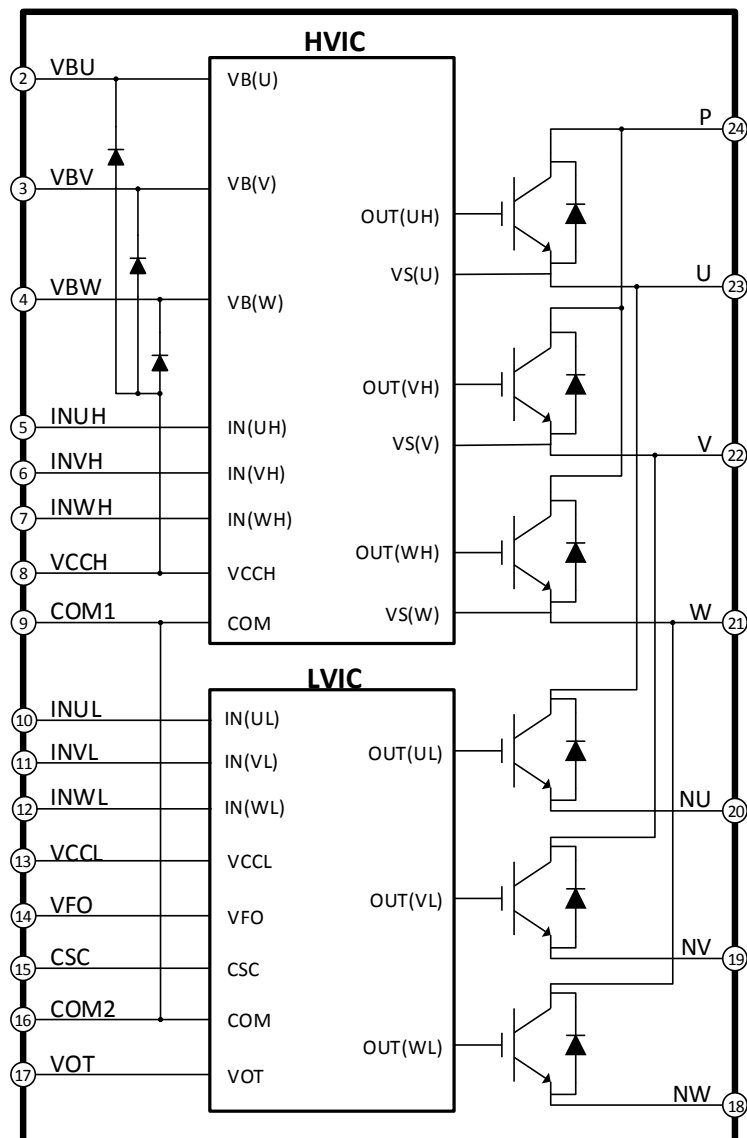 HVIC
2 VBU VB(U)
P 24
3 VBV VB(V)
OUT(UH)
VS(U)
U 23
4 VBW VB(W)
OUT(VH)
5 INUH IN(UH)
VS(V)
V 22
6 INVH IN(VH)
7 INWH IN(WH)
OUT(WH)
8 VCCH VCCH
9 COM1 COM
VS(W)
W 21
LVIC
10 INUL IN(UL)
OUT(UL)
11 INVL IN(VL)
12 INWL IN(WL)
NU 20
13 VCCL VCCL
OUT(VL)
14 VFO VFO
NV 19
15 CSC CSC
16 COM2 COM
OUT(WL)
17 VOT VOT
NW 18